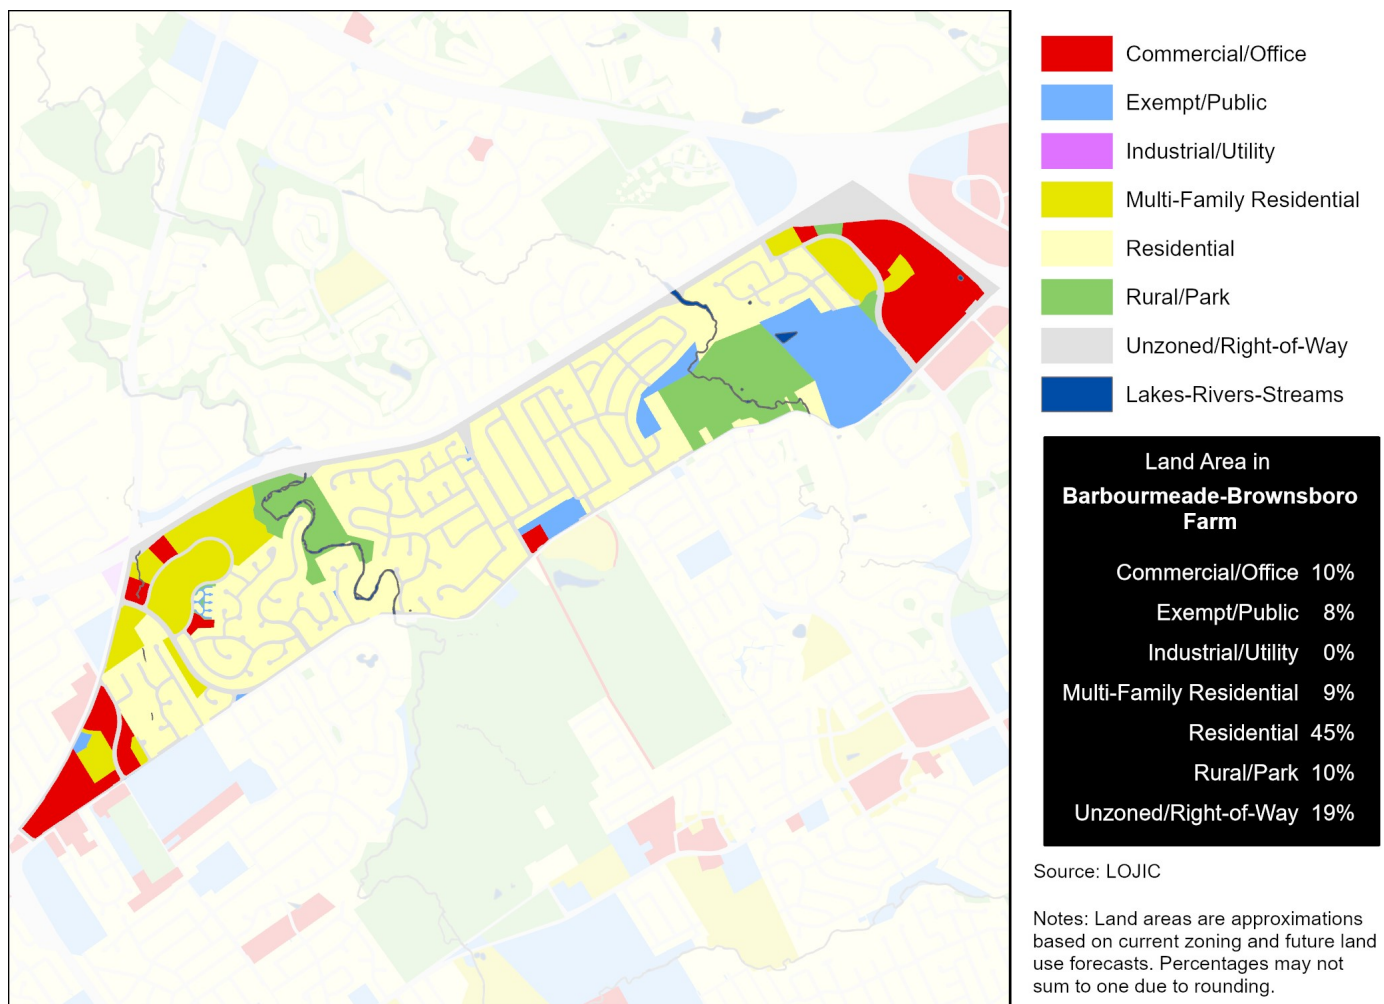 Commercial/Office
Exempt/Public
Industrial/Utility
Multi-Family Residential
Residential
Rural/Park
Unzoned/Right-of-Way
Lakes-Rivers-Streams
Land Area in
Barbourmeade-Brownsboro
Farm
Commercial/Office 10%
Exempt/Public 8%
Industrial/Utility 0%
Multi-Family Residential 9%
Residential 45%
Rural/Park 10%
Unzoned/Right-of-Way 19%
Source: LOJIC
Notes: Land areas are approximations
based on current zoning and future land
use forecasts. Percentages may not
sum to one due to rounding.